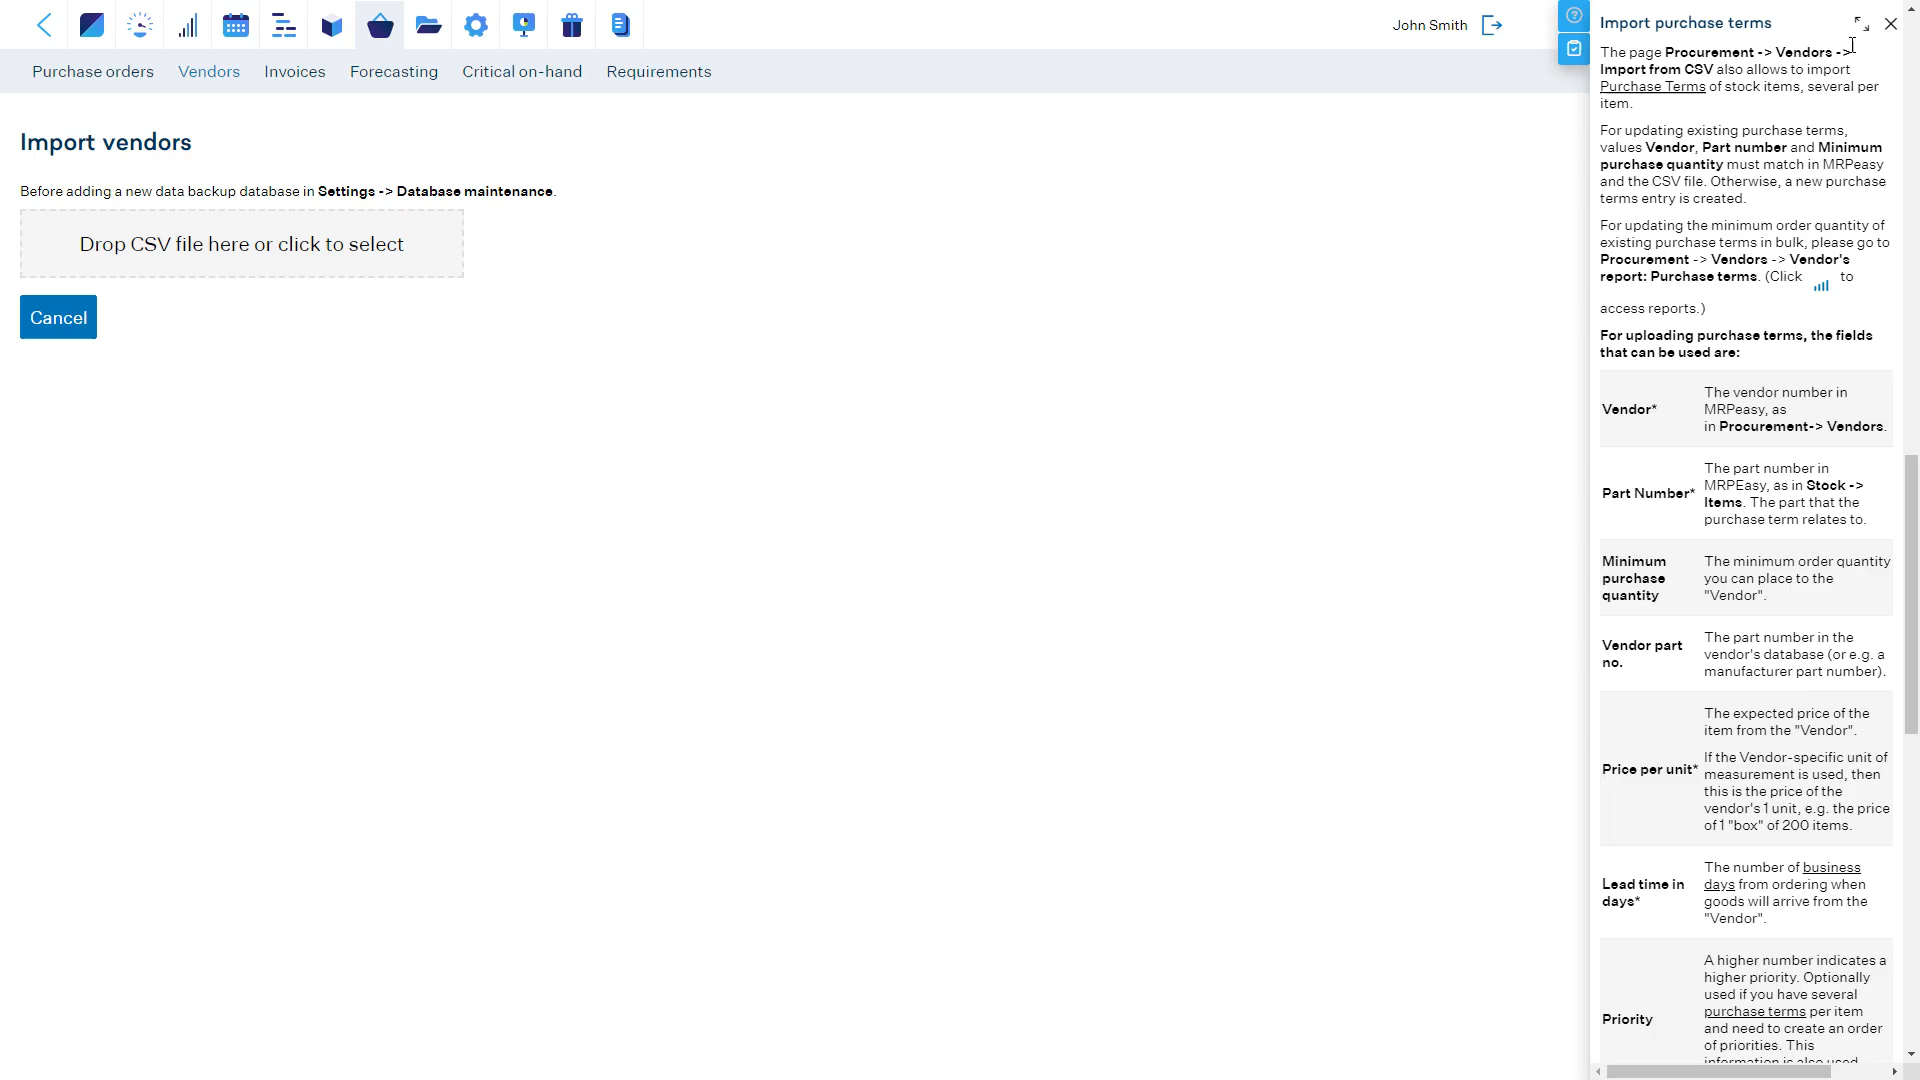 John Smith
Purchase orders
Vendors
Invoices
Forecasting
Critical on-hand
Requirements
Import vendors
Before adding a new data backup database in Settings -> Database maintenance.
Drop CSV file here or click to select
Cancel
Import purchase terms
The page Procurement -> Vendors ->
Import from CSV also allows to import
Purchase Terms of stock items, several per
item.
For updating existing purchase terms,
values Vendor, Part number and Minimum
purchase quantity must match in MRPeasy
and the CSV file. Otherwise, a new purchase
terms entry is created.
For updating the minimum order quantity of
existing purchase terms in bulk, please go to
Procurement -> Vendors -> Vendor's
report: Purchase terms. (Click to
access reports.)
For uploading purchase terms, the fields
that can be used are:
Vendor*
The vendor number in
MRPeasy, as
in Procurement-> Vendors.
Part Number*
The part number in
MRPEasy, as in Stock ->
Items. The part that the
purchase term relates to.
Minimum
purchase
quantity
The minimum order quantity
you can place to the
"Vendor".
Vendor part
no.
The part number in the
vendor's database (or e.g. a
manufacturer part number).
Price per unit*
The expected price of the
item from the "Vendor".
If the Vendor-specific unit of
measurement is used, then
this is the price of the
vendor's 1 unit, e.g. the price
of 1 "box" of 200 items.
Lead time in
days*
The number of business
days from ordering when
goods will arrive from the
"Vendor".
Priority
A higher number indicates a
higher priority. Optionally
used if you have several
purchase terms per item
and need to create an order
of priorities. This
information is also used